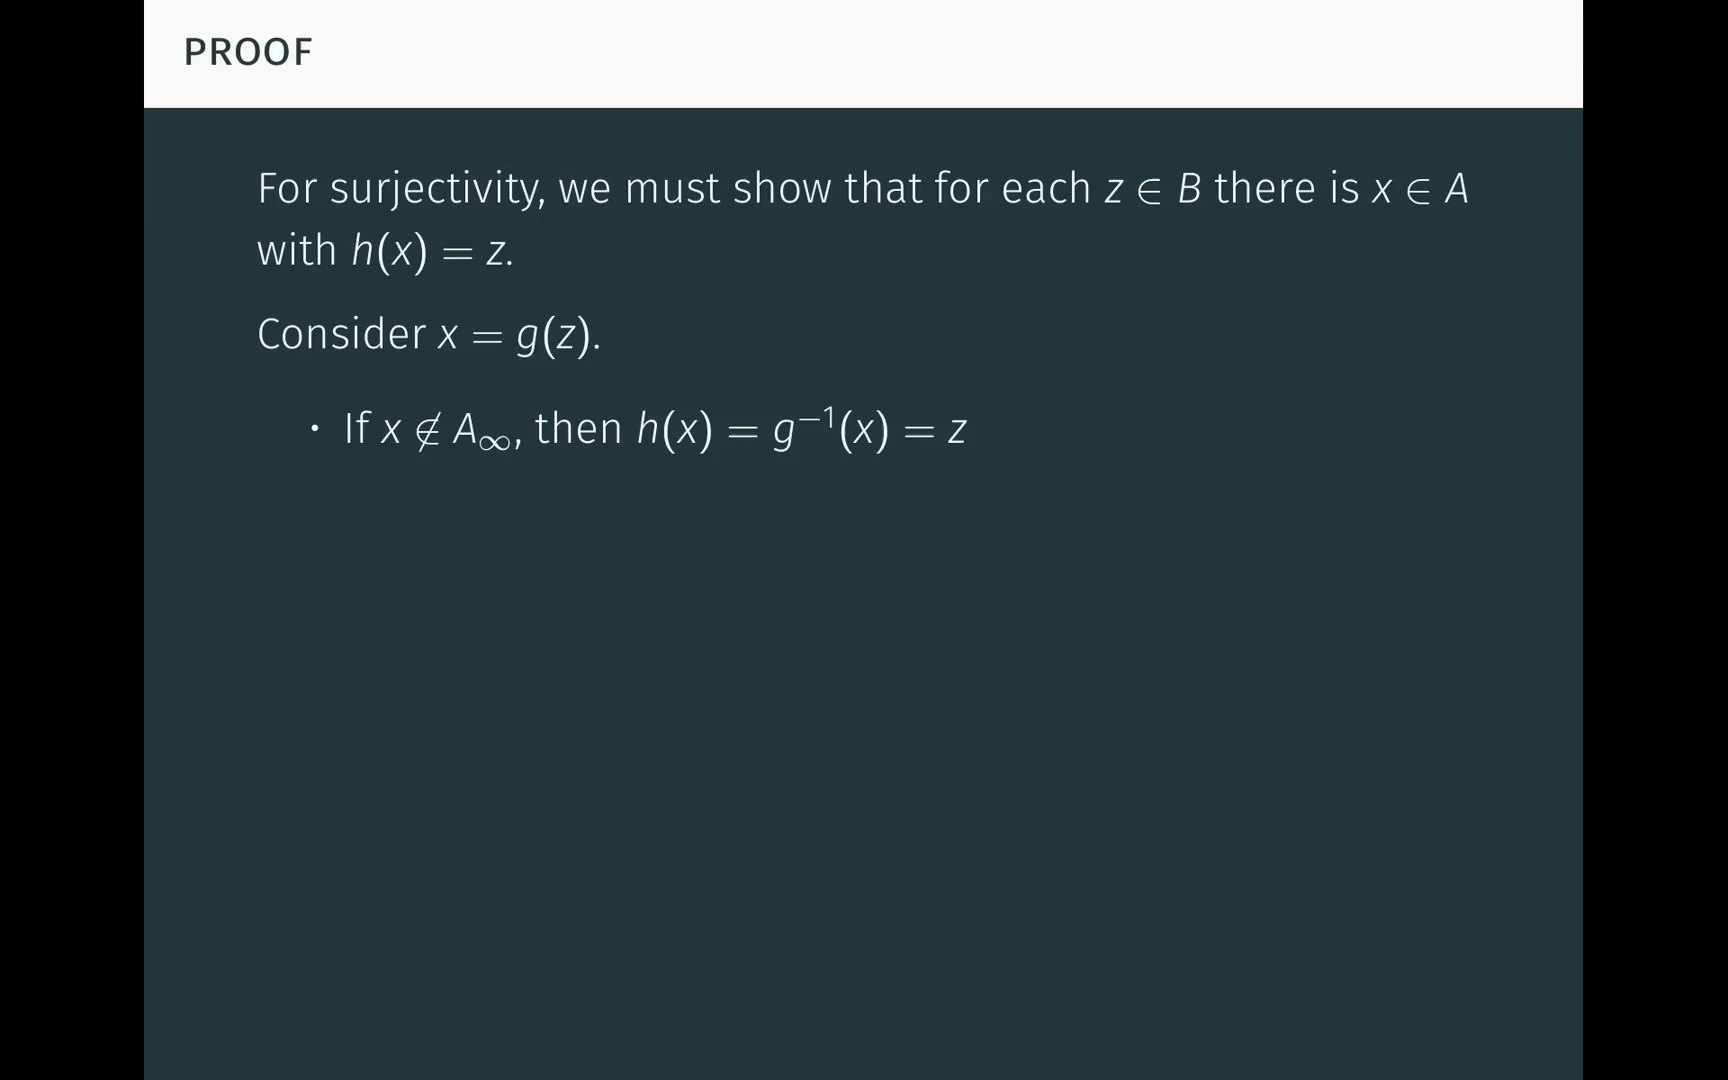 PROOF
For surjectivity, we must show that for each z ∈ B there is x ∈ A
with h(x) = z.
Consider x = g(z).
• If x ∉ A∞, then h(x) = g⁻¹(x) = z